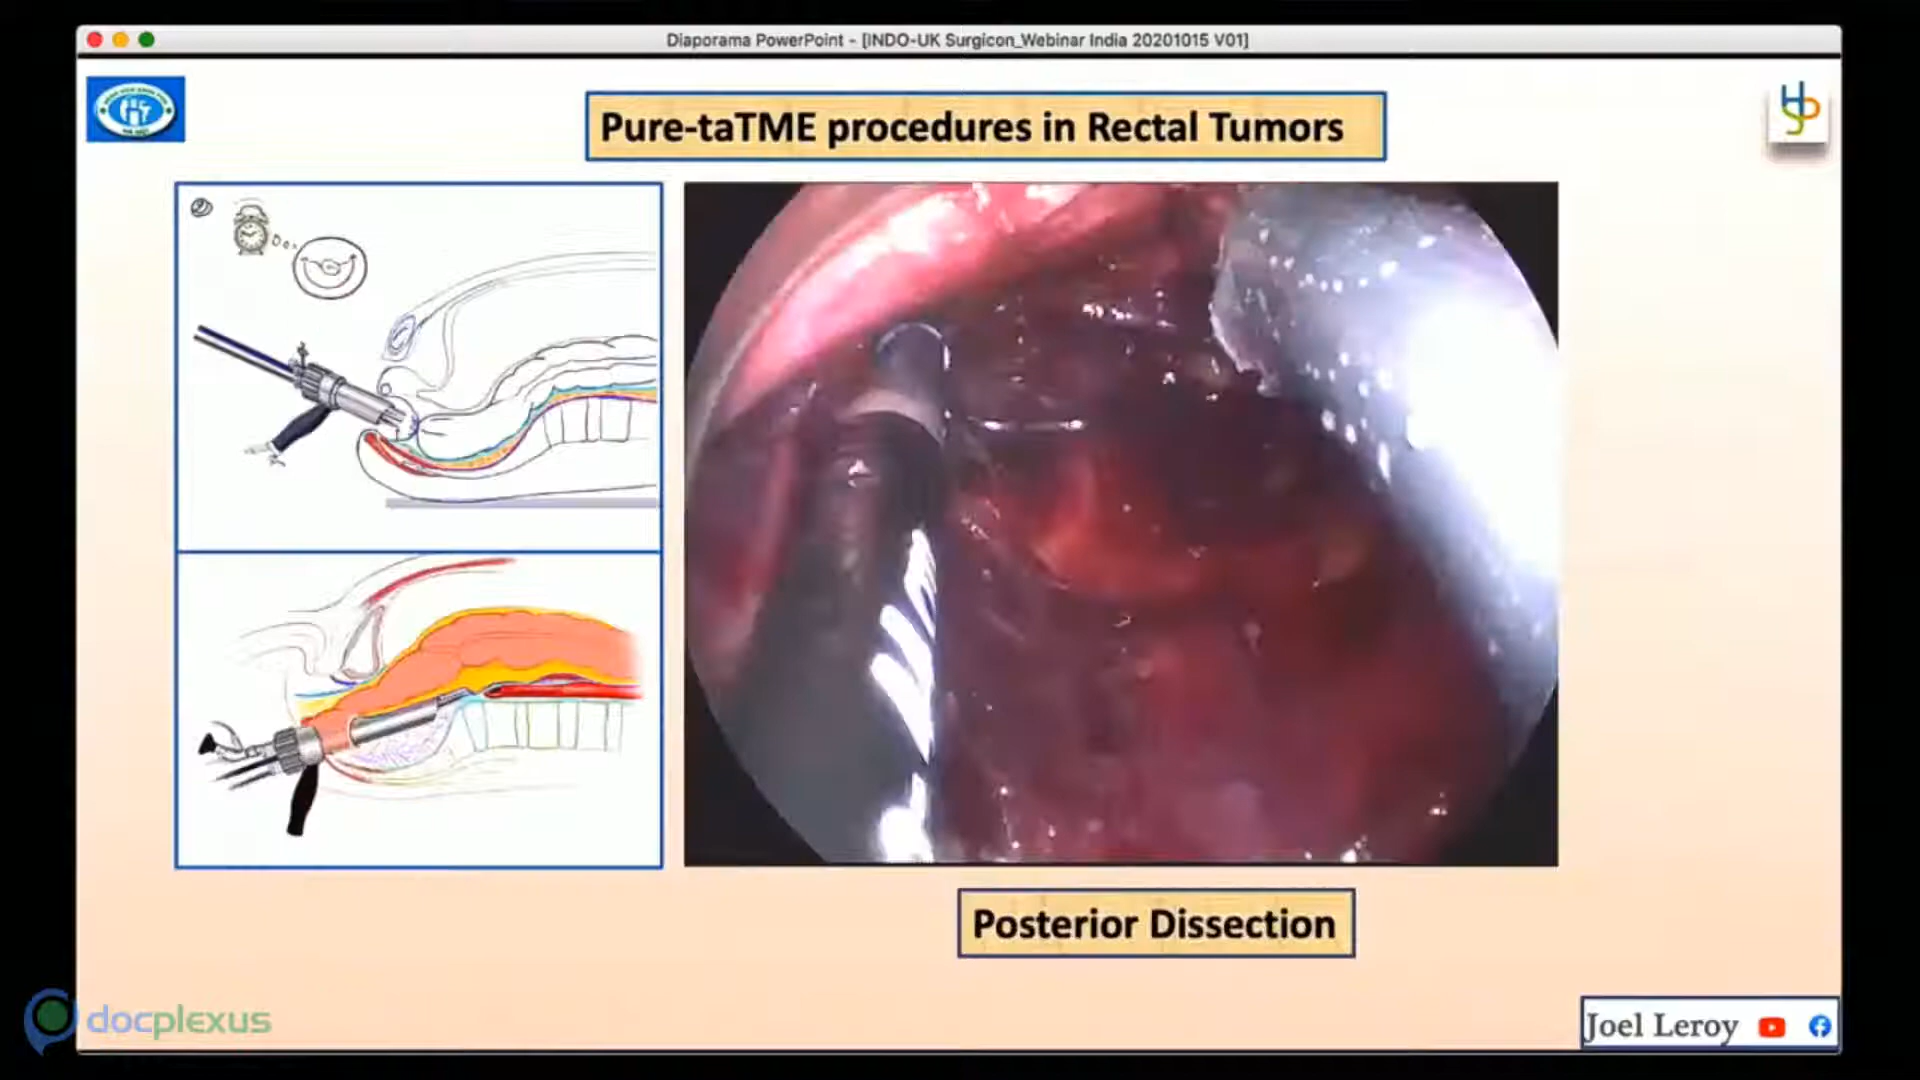 Diaporama PowerPoint - [INDO-UK Surgicon_Webinar India 20201015 V01]
Pure-taTME procedures in Rectal Tumors
Posterior Dissection
docplexus
Joel Leroy